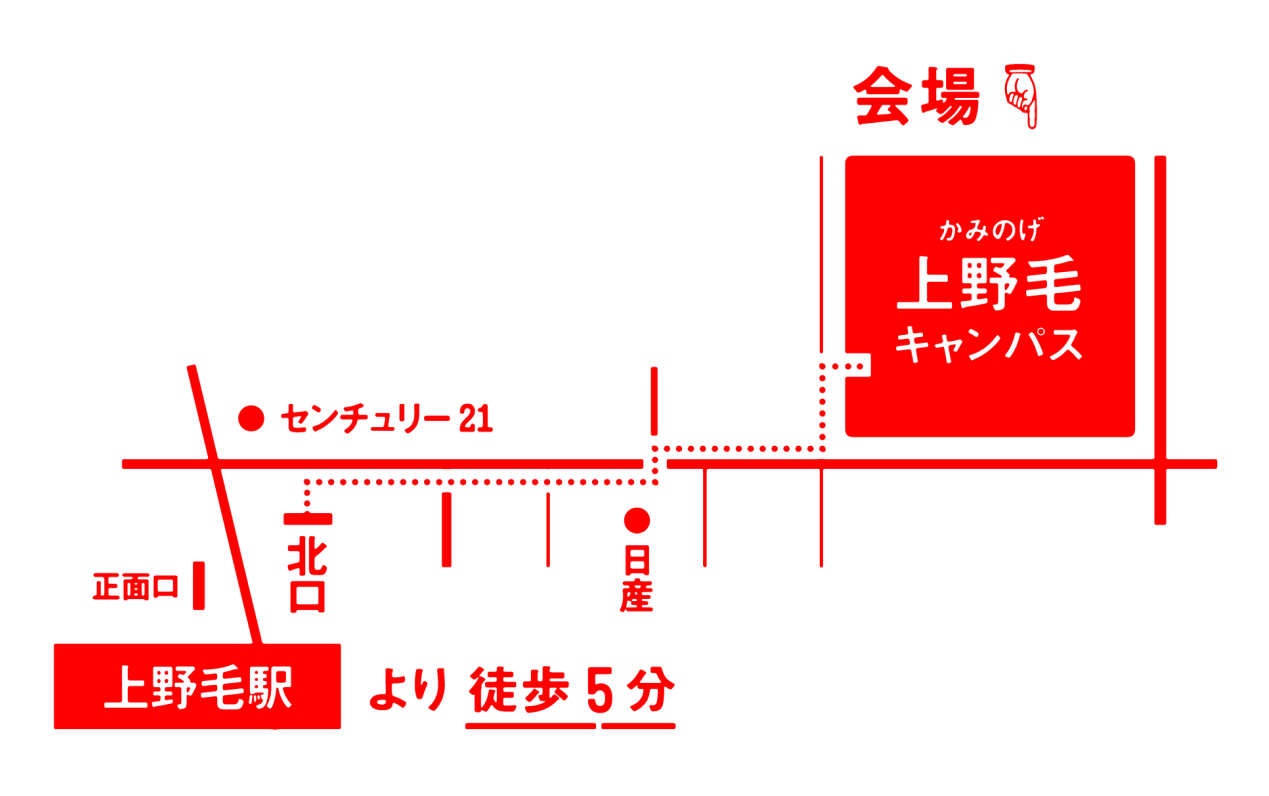 会場
かみのげ
上野毛
キャンパス
センチュリー 21
北口
日産
正面口
上野毛駅 より 徒歩 5 分